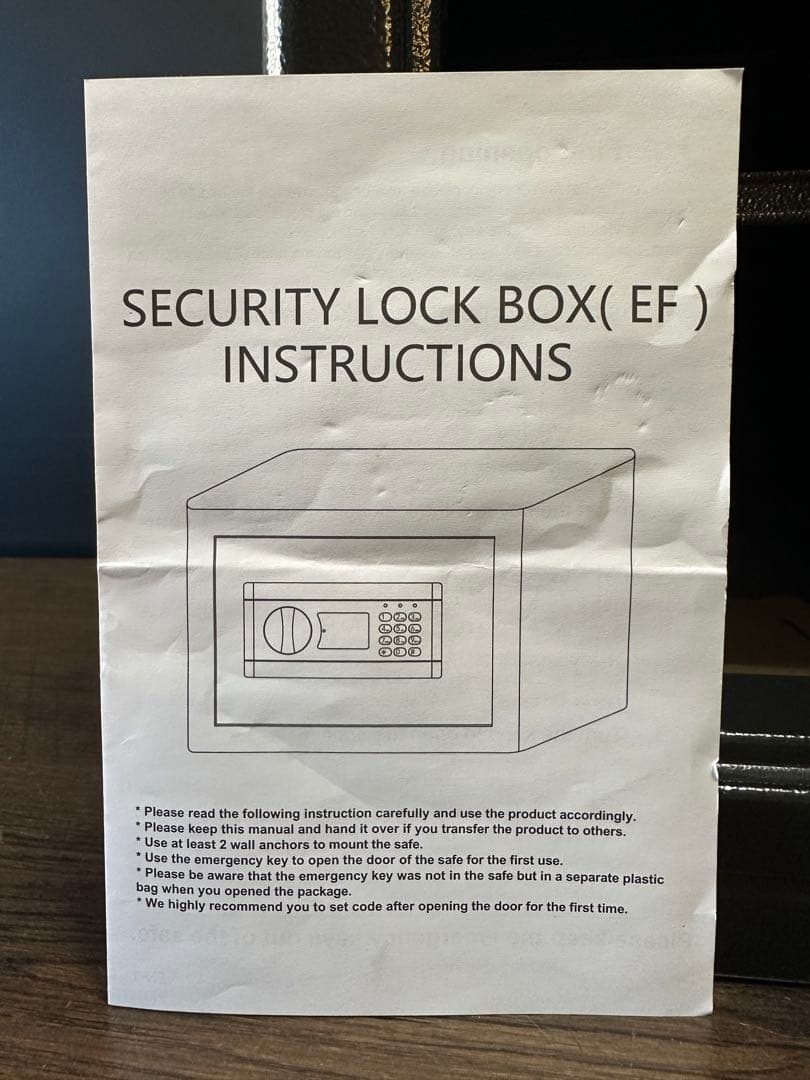 SECURITY LOCK BOX( EF )
INSTRUCTIONS
* Please read the following instruction carefully and use the product accordingly.
* Please keep this manual and hand it over if you transfer the product to others.
* Use at least 2 wall anchors to mount the safe.
* Use the emergency key to open the door of the safe for the first use.
* Please be aware that the emergency key was not in the safe but in a separate plastic
bag when you opened the package.
* We highly recommend you to set code after opening the door for the first time.